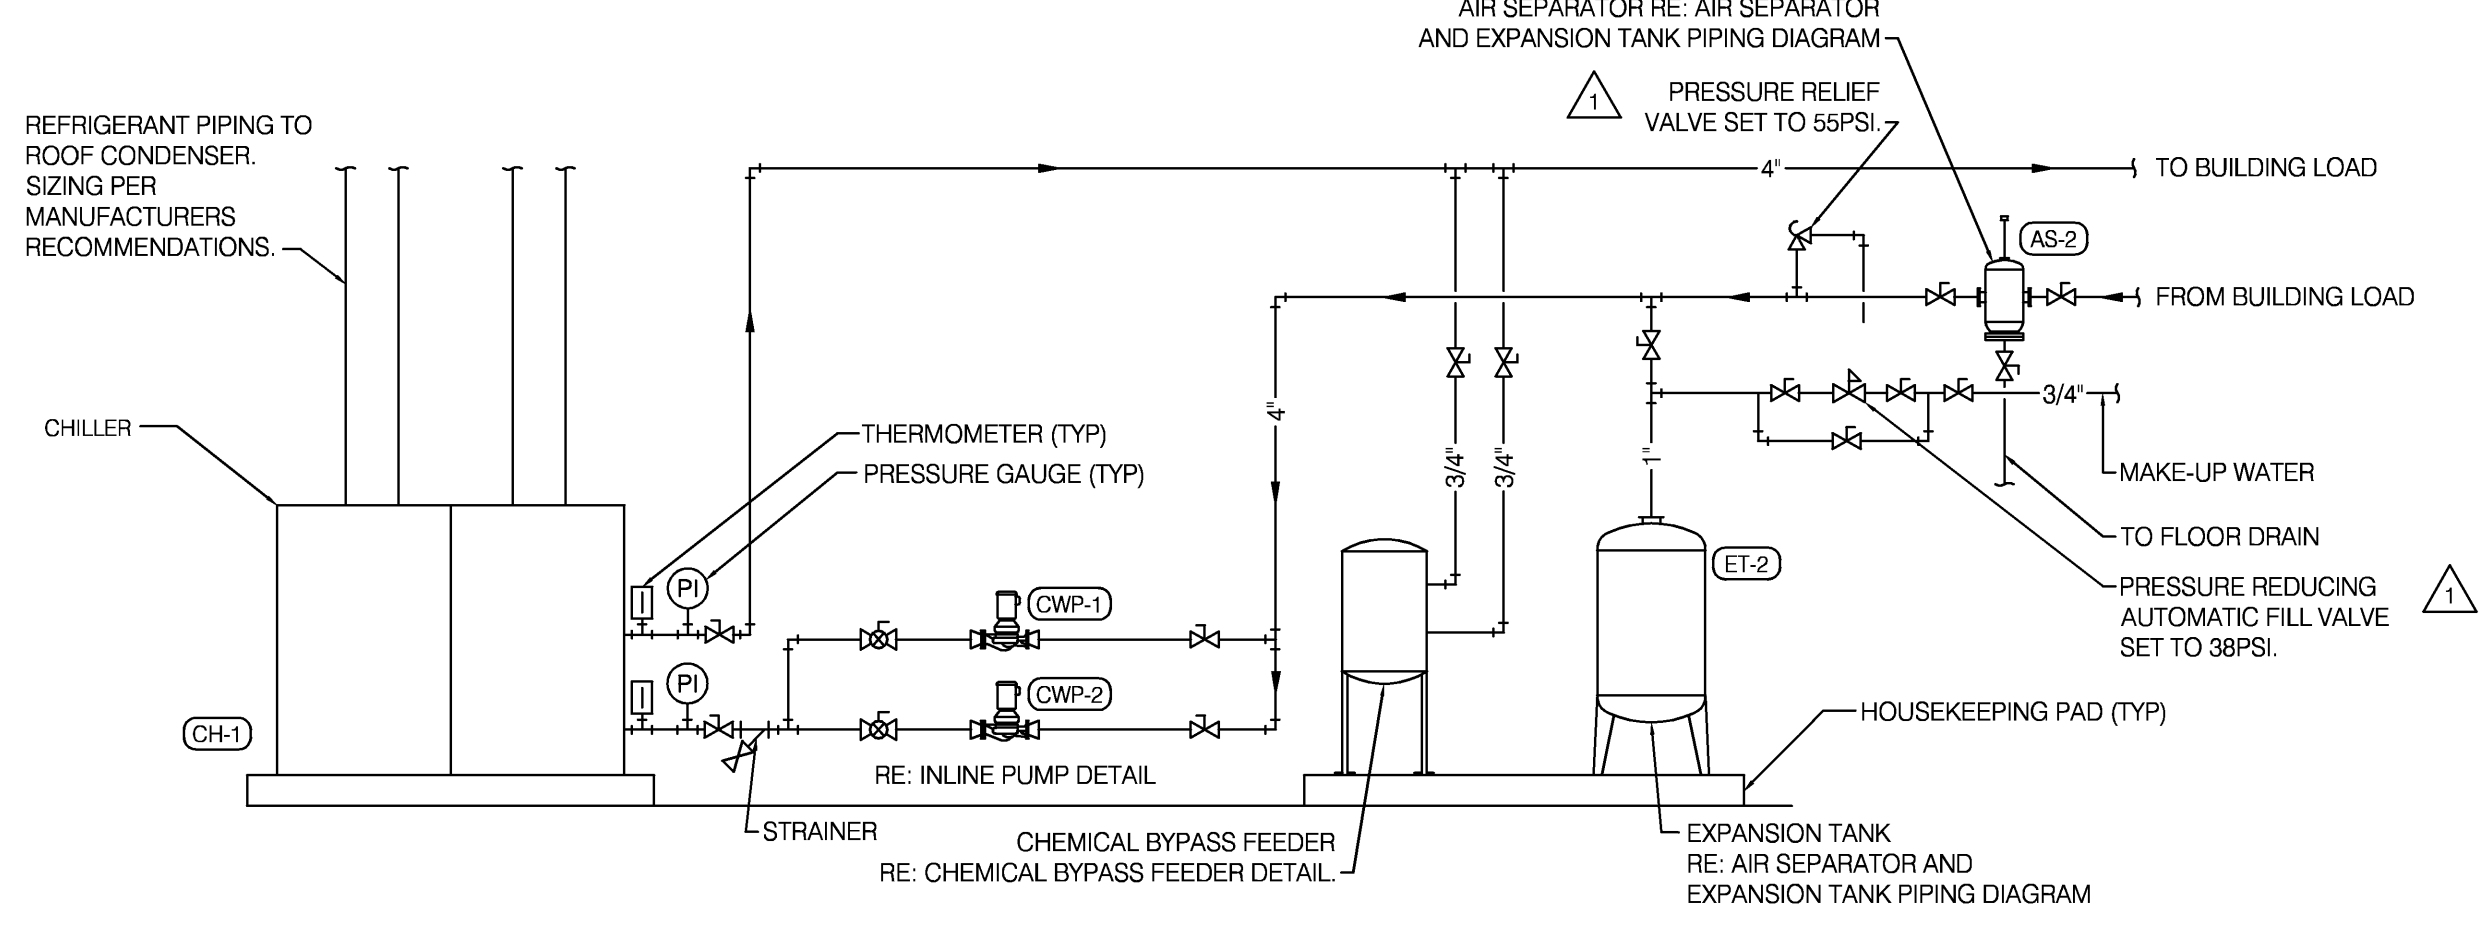 AIR SEPARATOR RE: AIR SEPARATOR
AND EXPANSION TANK PIPING DIAGRAM
1
PRESSURE RELIEF
VALVE SET TO 55PSI.
REFRIGERANT PIPING TO
ROOF CONDENSER.
SIZING PER
MANUFACTURERS
RECOMMENDATIONS.
4"
TO BUILDING LOAD
AS-2
FROM BUILDING LOAD
4"
3/4"
CHILLER
THERMOMETER (TYP)
PRESSURE GAUGE (TYP)
3/4"
3/4"
1"
MAKE-UP WATER
TO FLOOR DRAIN
ET-2
PRESSURE REDUCING
AUTOMATIC FILL VALVE
SET TO 38PSI.
1
PI
CWP-1
PI
CWP-2
CH-1
HOUSEKEEPING PAD (TYP)
RE: INLINE PUMP DETAIL
STRAINER
CHEMICAL BYPASS FEEDER
RE: CHEMICAL BYPASS FEEDER DETAIL.
EXPANSION TANK
RE: AIR SEPARATOR AND
EXPANSION TANK PIPING DIAGRAM